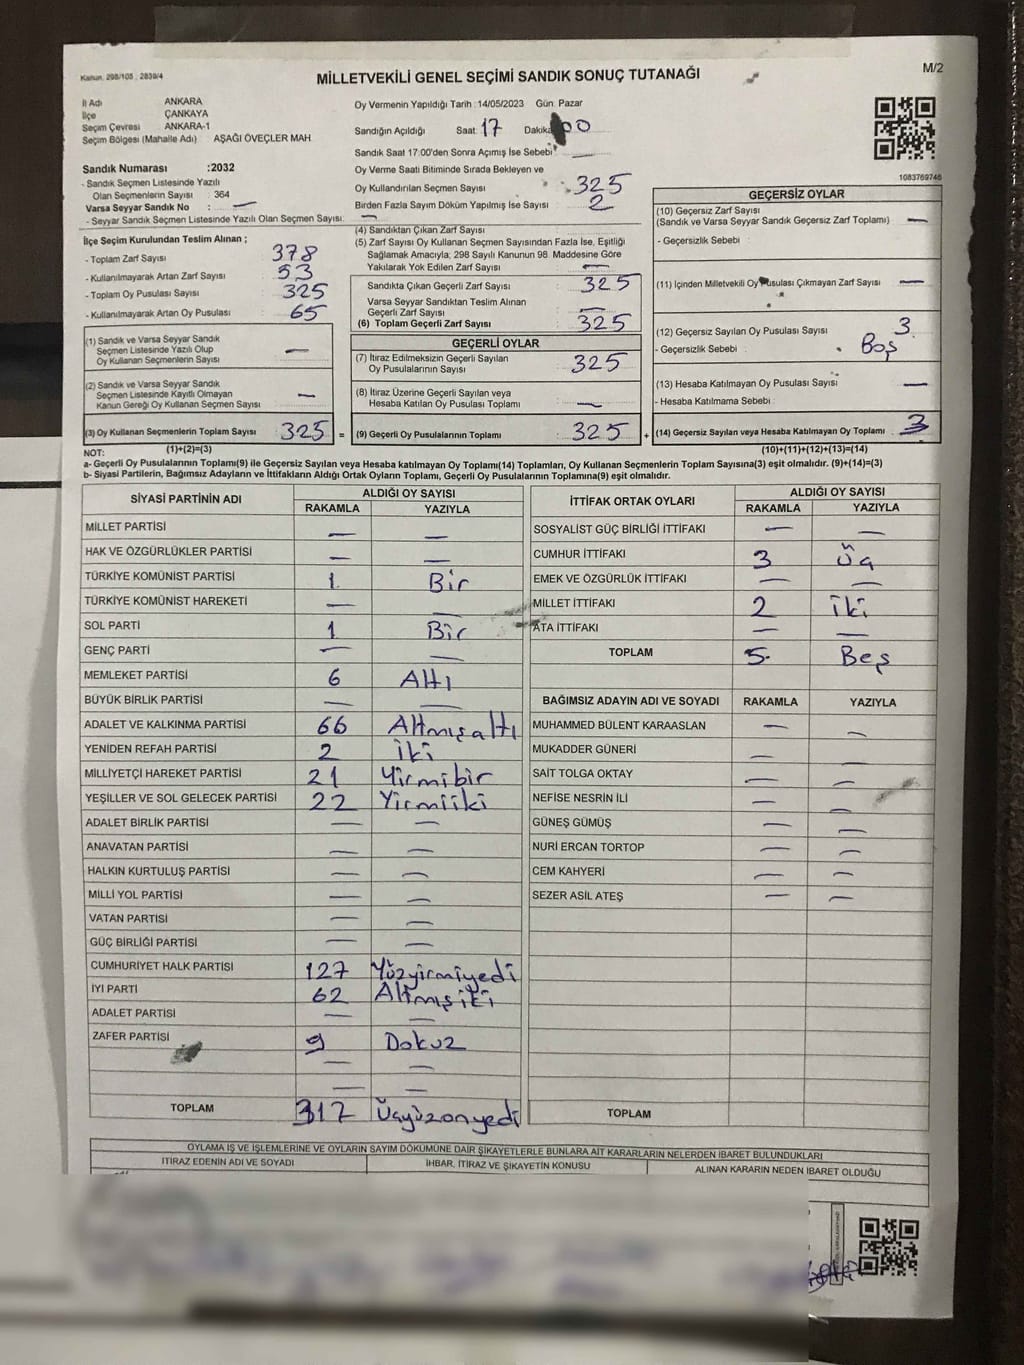 Kanun: 298/105 ; 2839/4
MİLLETVEKİLİ GENEL SEÇİMİ SANDIK SONUÇ TUTANAĞI
M/2
İl Adı ANKARA
İlçe ÇANKAYA
Seçim Çevresi ANKARA-1
Seçim Bölgesi (Mahalle Adı) AŞAĞI ÖVEÇLER MAH
Sandık Numarası :2032
- Sandık Seçmen Listesinde Yazılı
Olan Seçmenlerin Sayısı : 364
Varsa Seyyar Sandık No : —
- Seyyar Sandık Seçmen Listesinde Yazılı Olan Seçmen Sayısı: —
Oy Vermenin Yapıldığı Tarih :14/05/2023 Gün: Pazar
Sandığın Açıldığı Saat: 17 Dakika: 00
Sandık Saat 17:00'den Sonra Açımış İse Sebebi: —
Oy Verme Saati Bitiminde Sırada Bekleyen ve
Oy Kullandırılan Seçmen Sayısı : 325
Birden Fazla Sayım Döküm Yapılmış İse Sayısı : 2
1083769746
İlçe Seçim Kurulundan Teslim Alınan ;
- Toplam Zarf Sayısı : 378
- Kullanılmayarak Artan Zarf Sayısı : 53
- Toplam Oy Pusulası Sayısı : 325
- Kullanılmayarak Artan Oy Pusulası : 65
(1) Sandık ve Varsa Seyyar Sandık
Seçmen Listesinde Yazılı Olup
Oy Kullanan Seçmenlerin Sayısı : —
(2) Sandık ve Varsa Seyyar Sandık
Seçmen Listesinde Kayıtlı Olmayan
Kanun Gereği Oy Kullanan Seçmen Sayısı : —
(3) Oy Kullanan Seçmenlerin Toplam Sayısı : 325 =
(1)+(2)=(3)
(4) Sandıktan Çıkan Zarf Sayısı :
(5) Zarf Sayısı Oy Kullanan Seçmen Sayısından Fazla İse, Eşitliği
Sağlamak Amacıyla; 298 Sayılı Kanunun 98. Maddesine Göre
Yakılarak Yok Edilen Zarf Sayısı : —
Sandıkta Çıkan Geçerli Zarf Sayısı : 325
Varsa Seyyar Sandıktan Teslim Alınan
Geçerli Zarf Sayısı : —
(6) Toplam Geçerli Zarf Sayısı : 325
GEÇERLİ OYLAR
(7) İtiraz Edilmeksizin Geçerli Sayılan
Oy Pusulalarının Sayısı : 325
(8) İtiraz Üzerine Geçerli Sayılan veya
Hesaba Katılan Oy Pusulası Toplamı : —
(9) Geçerli Oy Pusulalarının Toplamı : 325 +
GEÇERSİZ OYLAR
(10) Geçersiz Zarf Sayısı
(Sandık ve Varsa Seyyar Sandık Geçersiz Zarf Toplamı) : —
- Geçersizlik Sebebi :
(11) İçinden Milletvekili Oy Pusulası Çıkmayan Zarf Sayısı : —
(12) Geçersiz Sayılan Oy Pusulası Sayısı : 3
- Geçersizlik Sebebi : Boş
(13) Hesaba Katılmayan Oy Pusulası Sayısı : —
- Hesaba Katılmama Sebebi :
(14) Geçersiz Sayılan veya Hesaba Katılmayan Oy Toplamı : 3
(10)+(11)+(12)+(13)=(14)
NOT:
a- Geçerli Oy Pusulalarının Toplamı(9) ile Geçersiz Sayılan veya Hesaba katılmayan Oy Toplamı(14) Toplamları, Oy Kullanan Seçmenlerin Toplam Sayısına(3) eşit olmalıdır. (9)+(14)=(3)
b- Siyasi Partilerin, Bağımsız Adayların ve İttifakların Aldığı Ortak Oyların Toplamı, Geçerli Oy Pusulalarının Toplamına(9) eşit olmalıdır.
SİYASİ PARTİNİN ADI ALDIĞI OY SAYISI
RAKAMLA YAZIYLA
MİLLET PARTİSİ — —
HAK VE ÖZGÜRLÜKLER PARTİSİ — —
TÜRKİYE KOMÜNİST PARTİSİ 1 Bir
TÜRKİYE KOMÜNİST HAREKETİ — —
SOL PARTİ 1 Bir
GENÇ PARTİ — —
MEMLEKET PARTİSİ 6 Altı
BÜYÜK BİRLİK PARTİSİ — —
ADALET VE KALKINMA PARTİSİ 66 Altmışaltı
YENİDEN REFAH PARTİSİ 2 İki
MİLLİYETÇİ HAREKET PARTİSİ 21 Yirmibir
YEŞİLLER VE SOL GELECEK PARTİSİ 22 Yirmiiki
ADALET BİRLİK PARTİSİ — —
ANAVATAN PARTİSİ — —
HALKIN KURTULUŞ PARTİSİ — —
MİLLİ YOL PARTİSİ — —
VATAN PARTİSİ — —
GÜÇ BİRLİĞİ PARTİSİ — —
CUMHURİYET HALK PARTİSİ 127 Yüzyirmiyedi
İYİ PARTİ 62 Altmışiki
ADALET PARTİSİ — —
ZAFER PARTİSİ 9 Dokuz
— —
— —
TOPLAM 317 Üçyüzonyedi
İTTİFAK ORTAK OYLARI ALDIĞI OY SAYISI
RAKAMLA YAZIYLA
SOSYALİST GÜÇ BİRLİĞİ İTTİFAKI — —
CUMHUR İTTİFAKI 3 Üç
EMEK VE ÖZGÜRLÜK İTTİFAKI — —
MİLLET İTTİFAKI 2 İki
ATA İTTİFAKI — —
TOPLAM 5 Beş
BAĞIMSIZ ADAYIN ADI VE SOYADI RAKAMLA YAZIYLA
MUHAMMED BÜLENT KARAASLAN — —
MUKADDER GÜNERİ — —
SAİT TOLGA OKTAY — —
NEFİSE NESRİN İLİ — —
GÜNEŞ GÜMÜŞ — —
NURİ ERCAN TORTOP — —
CEM KAHYERİ — —
SEZER ASİL ATEŞ — —
TOPLAM
OYLAMA İŞ VE İŞLEMLERİNE VE OYLARIN SAYIM DÖKÜMÜNE DAİR ŞİKAYETLERLE BUNLARA AİT KARARLARIN NELERDEN İBARET BULUNDUKLARI
İTİRAZ EDENİN ADI VE SOYADI İHBAR, İTİRAZ VE ŞİKAYETİN KONUSU ALINAN KARARIN NEDEN İBARET OLDUĞU